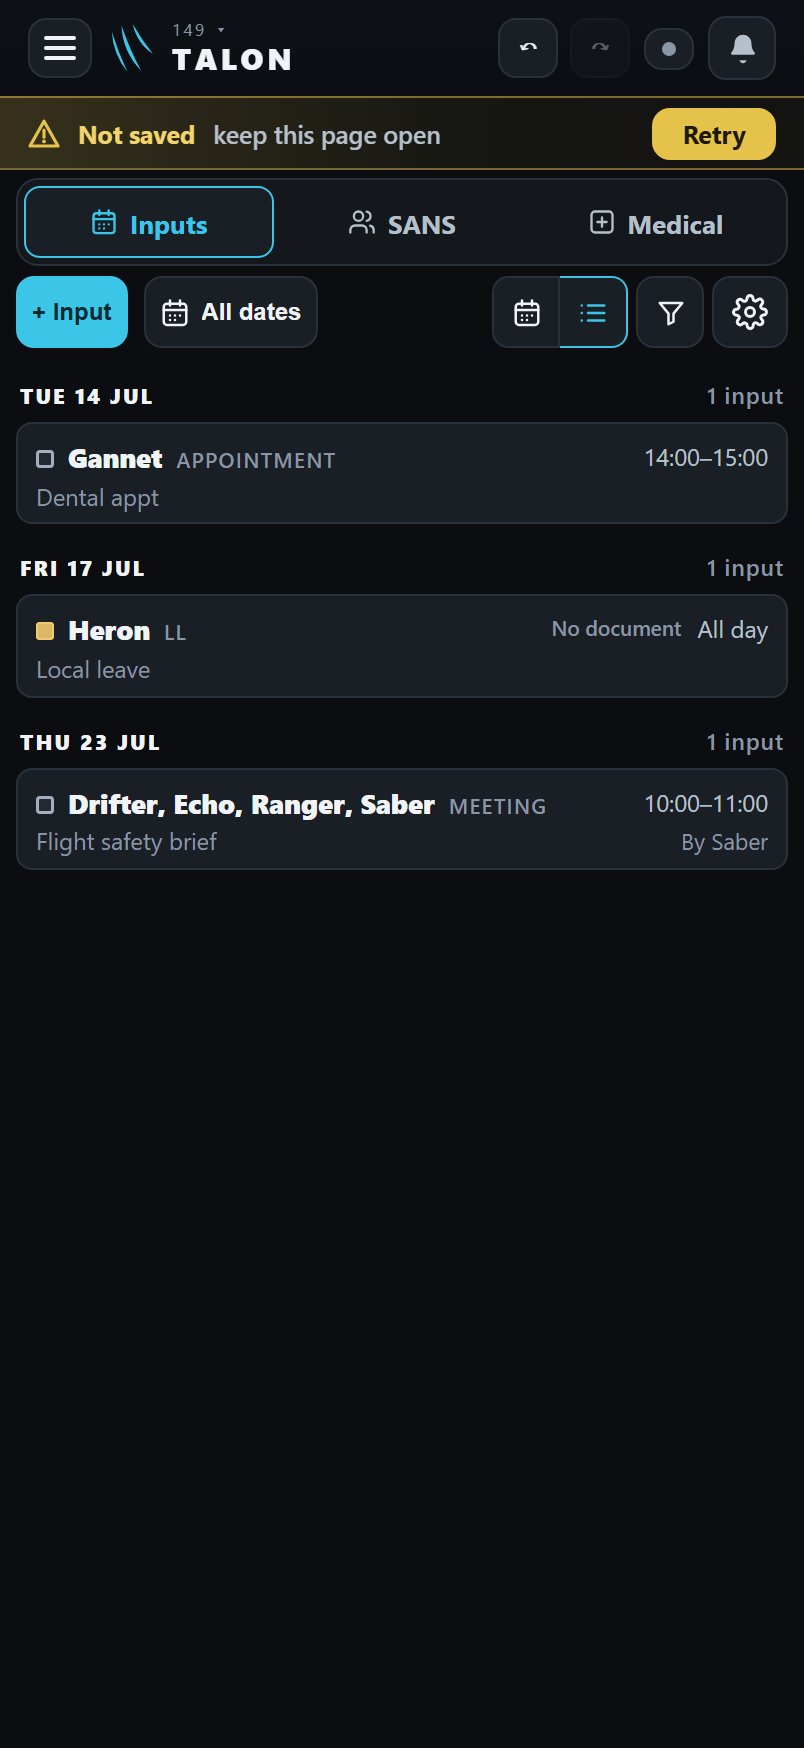 149
TALON
Not saved keep this page open
Retry
Inputs
SANS
Medical
+ Input
All dates
TUE 14 JUL
1 input
Gannet APPOINTMENT
14:00–15:00
Dental appt
FRI 17 JUL
1 input
Heron LL
No document All day
Local leave
THU 23 JUL
1 input
Drifter, Echo, Ranger, Saber MEETING
10:00–11:00
Flight safety brief
By Saber